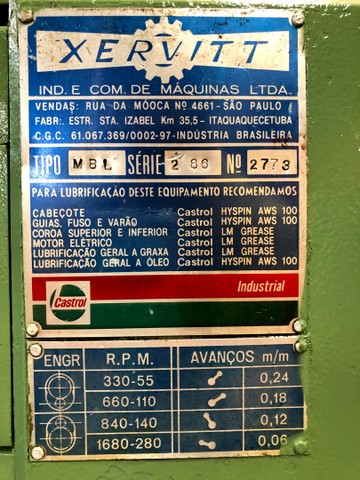 XERVITT
IND. E COM. DE MÁQUINAS LTDA.
VENDAS: RUA DA MÓOCA Nº 4661-SÃO PAULO
FABR.: ESTR. STA. IZABEL Km 35,5- ITAQUAQUECETUBA
C.G.C. 61.067.369/0002-97-INDÚSTRIA BRASILEIRA
TIPO MBL SÉRIE 2 86 Nº 2773
PARA LUBRIFICAÇÃO DESTE EQUIPAMENTO RECOMENDAMOS
CABEÇOTE Castrol HYSPIN AWS 100
GUIAS, FUSO E VARÃO Castrol HYSPIN AWS 100
COROA SUPERIOR E INFERIOR Castrol LM GREASE
MOTOR ELÉTRICO Castrol LM GREASE
LUBRIFICAÇÃO GERAL A GRAXA Castrol LM GREASE
LUBRIFICAÇÃO GERAL A ÓLEO Castrol HYSPIN AWS 100
Industrial
Castrol
ENGR R.P.M. AVANÇOS m/m
330-55 0,24
660-110 0,18
840-140 0,12
1680-280 0,06